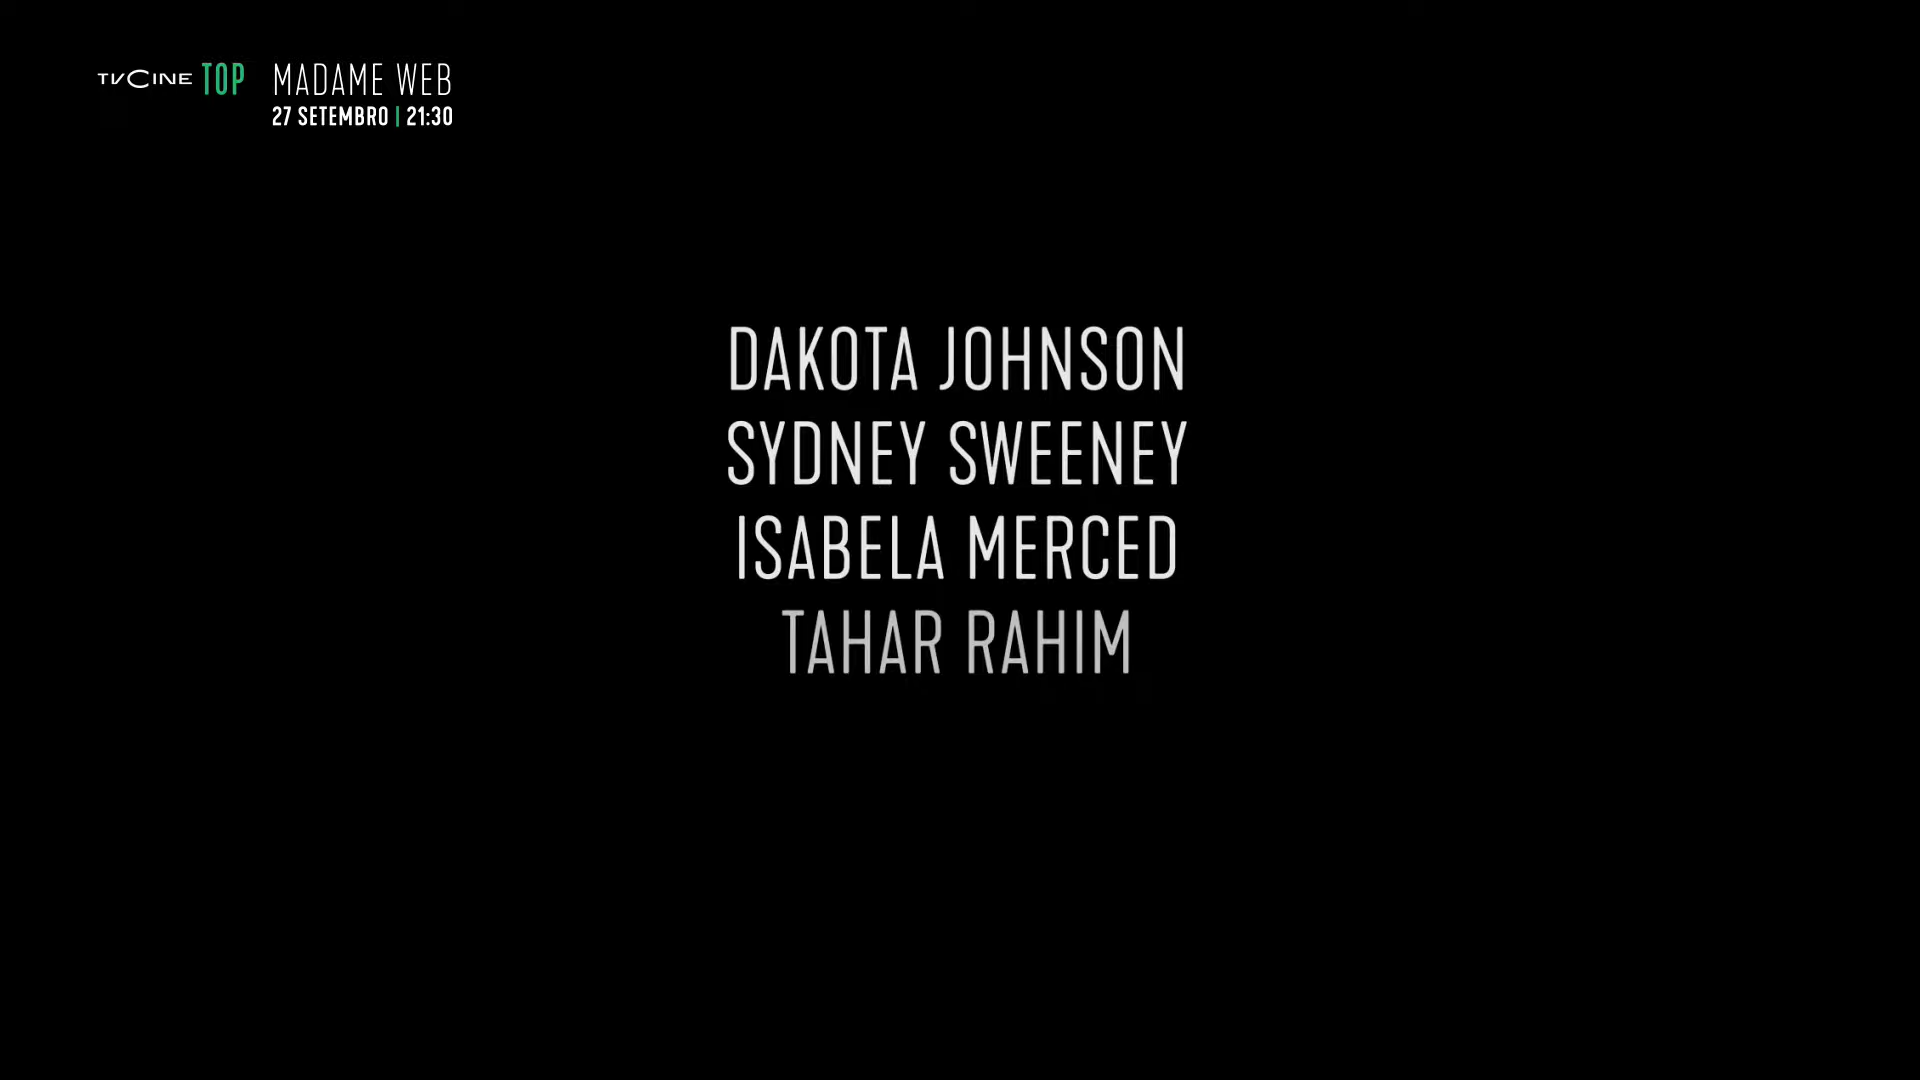 TVCINE TOP MADAME WEB
27 SETEMBRO | 21:30
DAKOTA JOHNSON
SYDNEY SWEENEY
ISABELA MERCED
TAHAR RAHIM